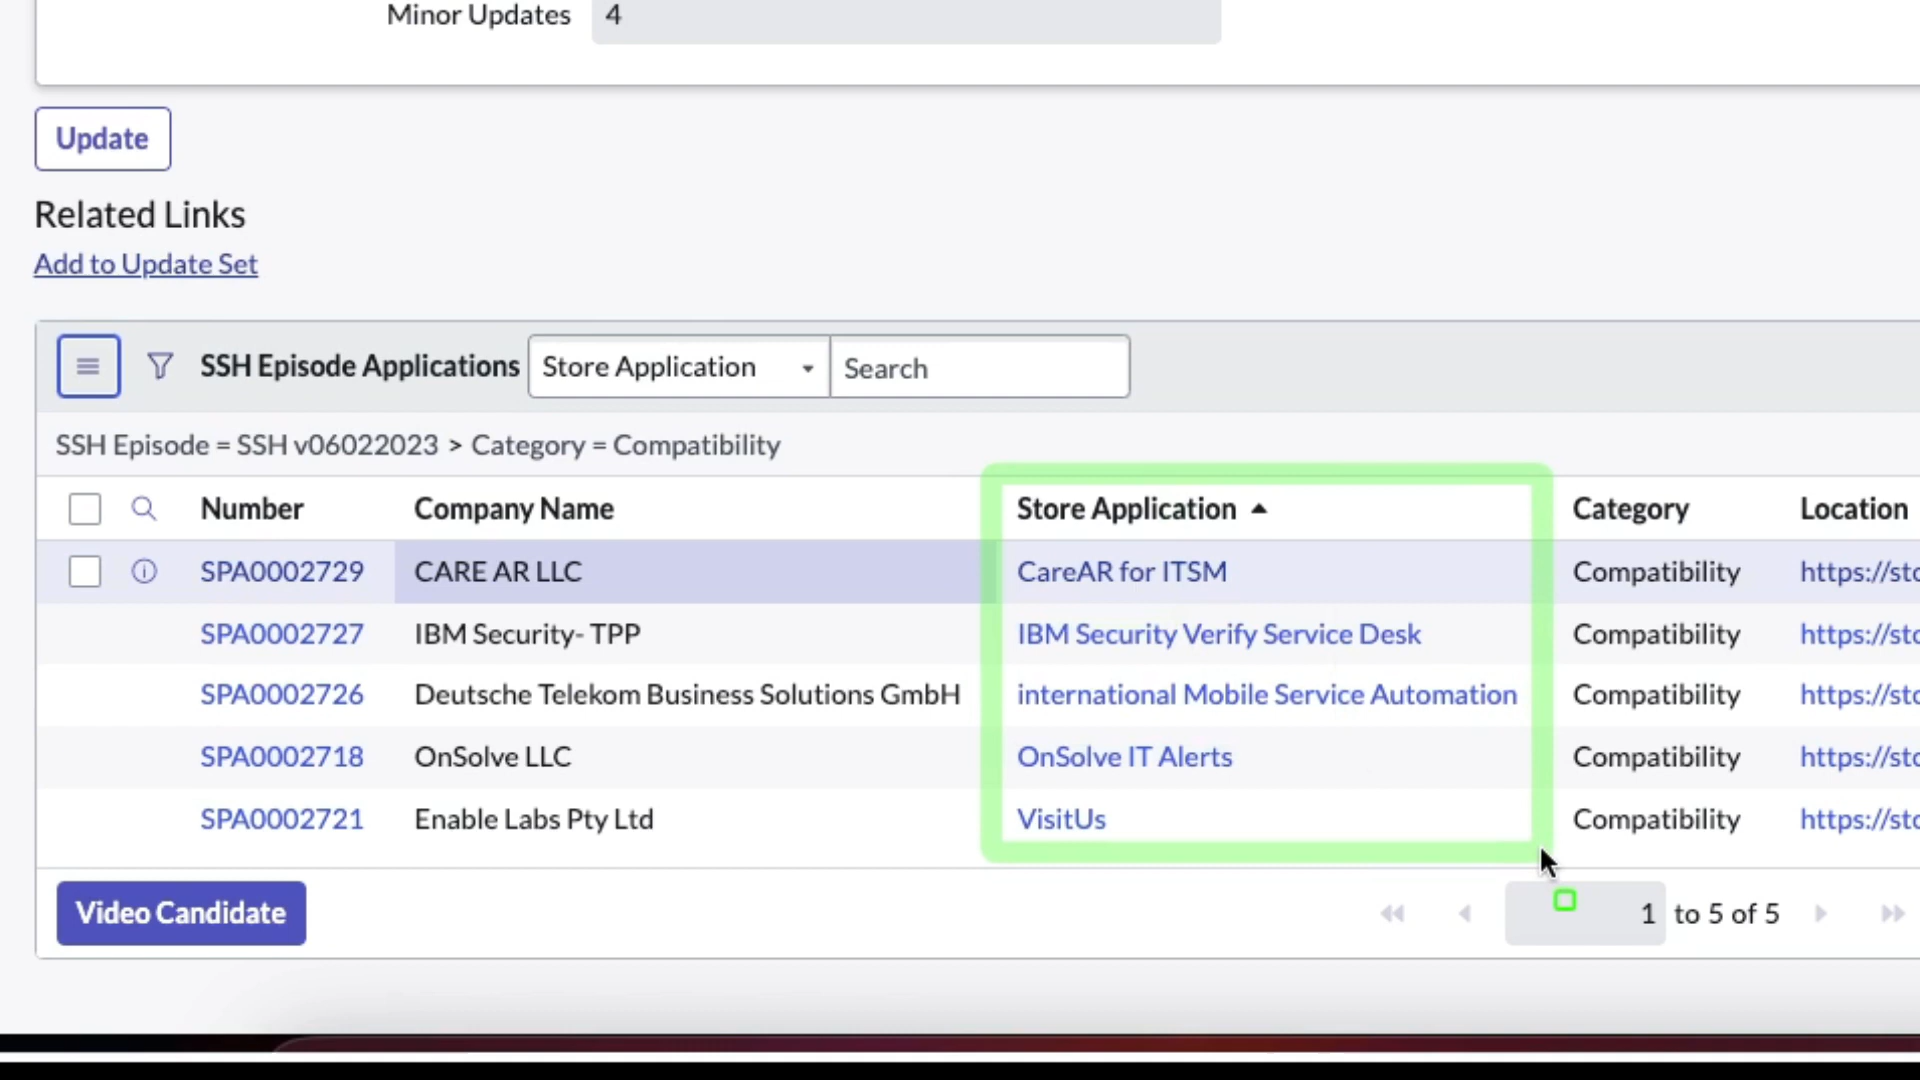 Minor Updates 4
Update
Related Links
Add to Update Set
SSH Episode Applications Store Application Search
SSH Episode = SSH v06022023 > Category = Compatibility
Number Company Name Store Application Category Location
SPA0002729 CARE AR LLC CareAR for ITSM Compatibility https://sto
SPA0002727 IBM Security- TPP IBM Security Verify Service Desk Compatibility https://sto
SPA0002726 Deutsche Telekom Business Solutions GmbH international Mobile Service Automation Compatibility https://sto
SPA0002718 OnSolve LLC OnSolve IT Alerts Compatibility https://sto
SPA0002721 Enable Labs Pty Ltd VisitUs Compatibility https://sto
Video Candidate 1 to 5 of 5